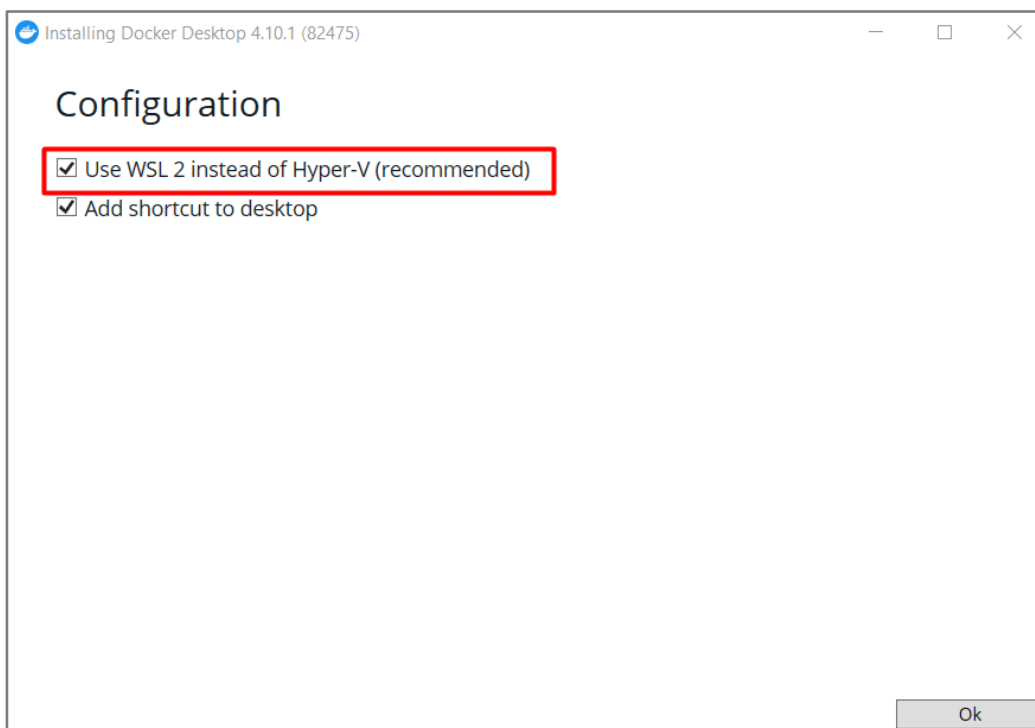 Installing Docker Desktop 4.10.1 (82475)
Configuration
Use WSL 2 instead of Hyper-V (recommended)
Add shortcut to desktop
Ok